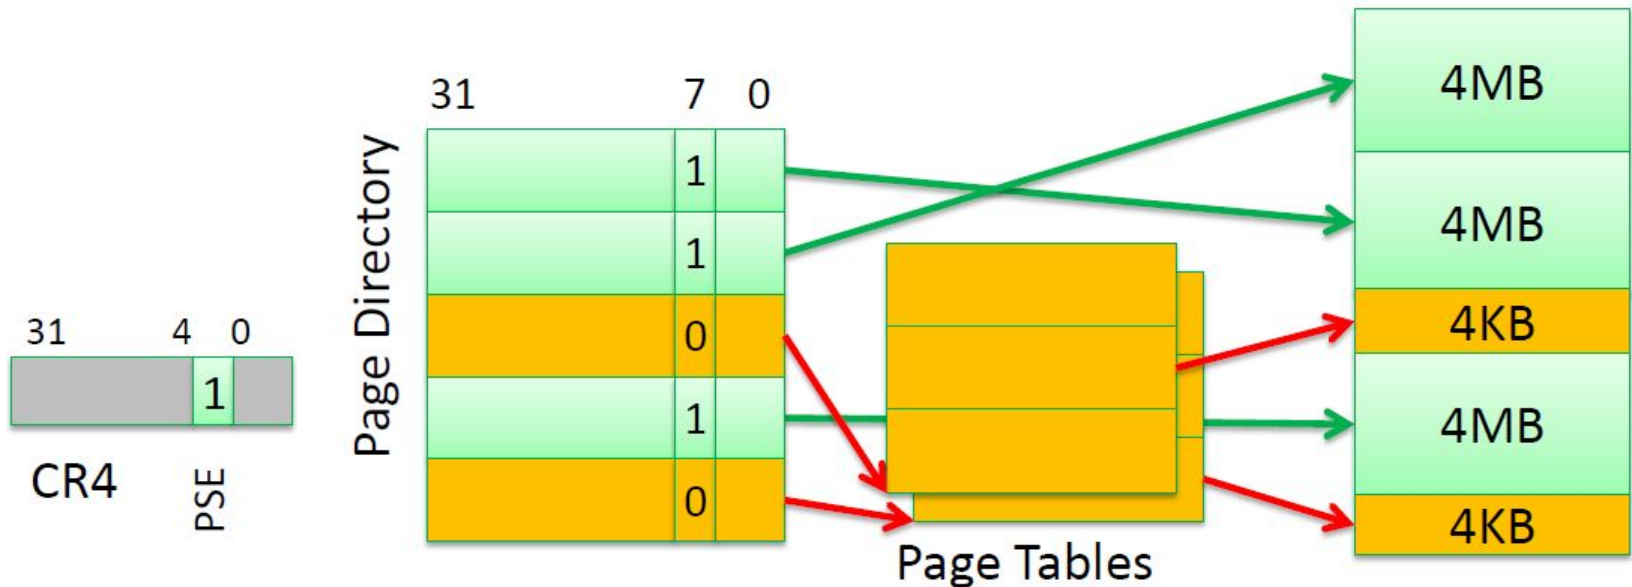 31 4 0
1
CR4
PSE
Page Directory
31 7 0
1
1
0
1
0
Page Tables
4MB
4MB
4KB
4MB
4KB